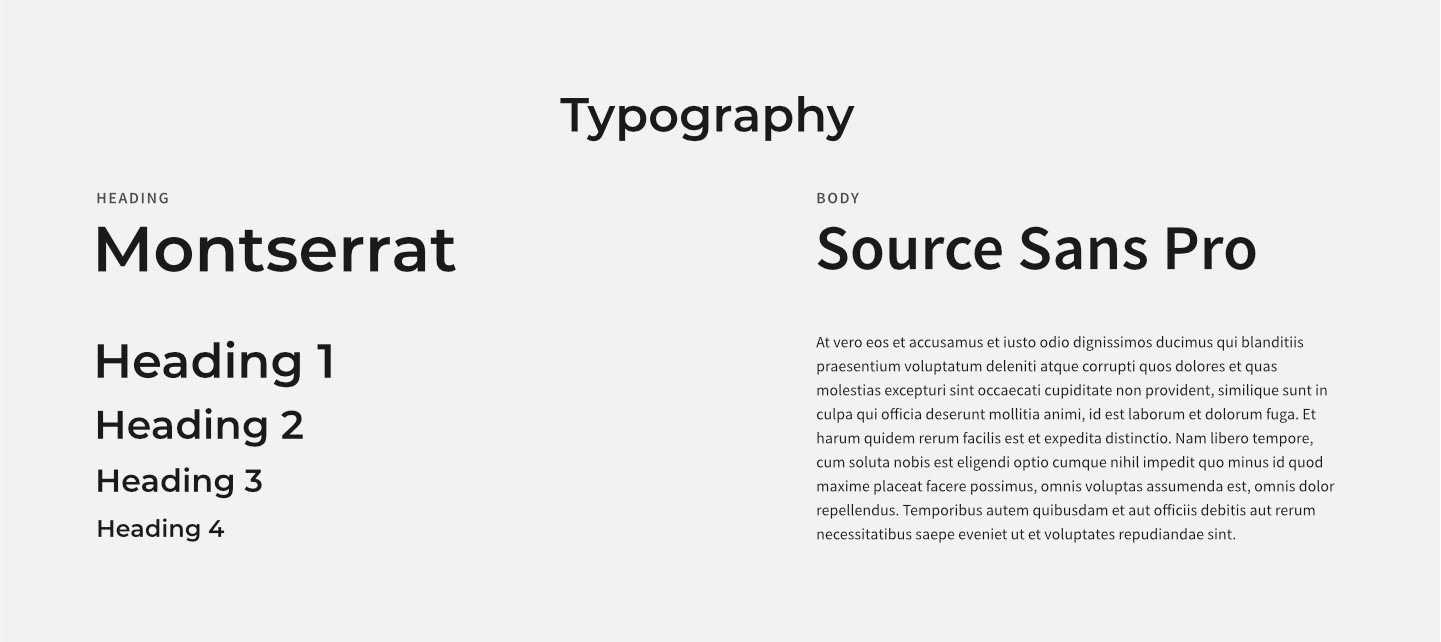 Typography
HEADING
Montserrat
Heading 1
Heading 2
Heading 3
Heading 4
BODY
Source Sans Pro
At vero eos et accusamus et iusto odio dignissimos ducimus qui blanditiis
praesentium voluptatum deleniti atque corrupti quos dolores et quas
molestias excepturi sint occaecati cupiditate non provident, similique sunt in
culpa qui officia deserunt mollitia animi, id est laborum et dolorum fuga. Et
harum quidem rerum facilis est et expedita distinctio. Nam libero tempore,
cum soluta nobis est eligendi optio cumque nihil impedit quo minus id quod
maxime placeat facere possimus, omnis voluptas assumenda est, omnis dolor
repellendus. Temporibus autem quibusdam et aut officiis debitis aut rerum
necessitatibus saepe eveniet ut et voluptates repudiandae sint.